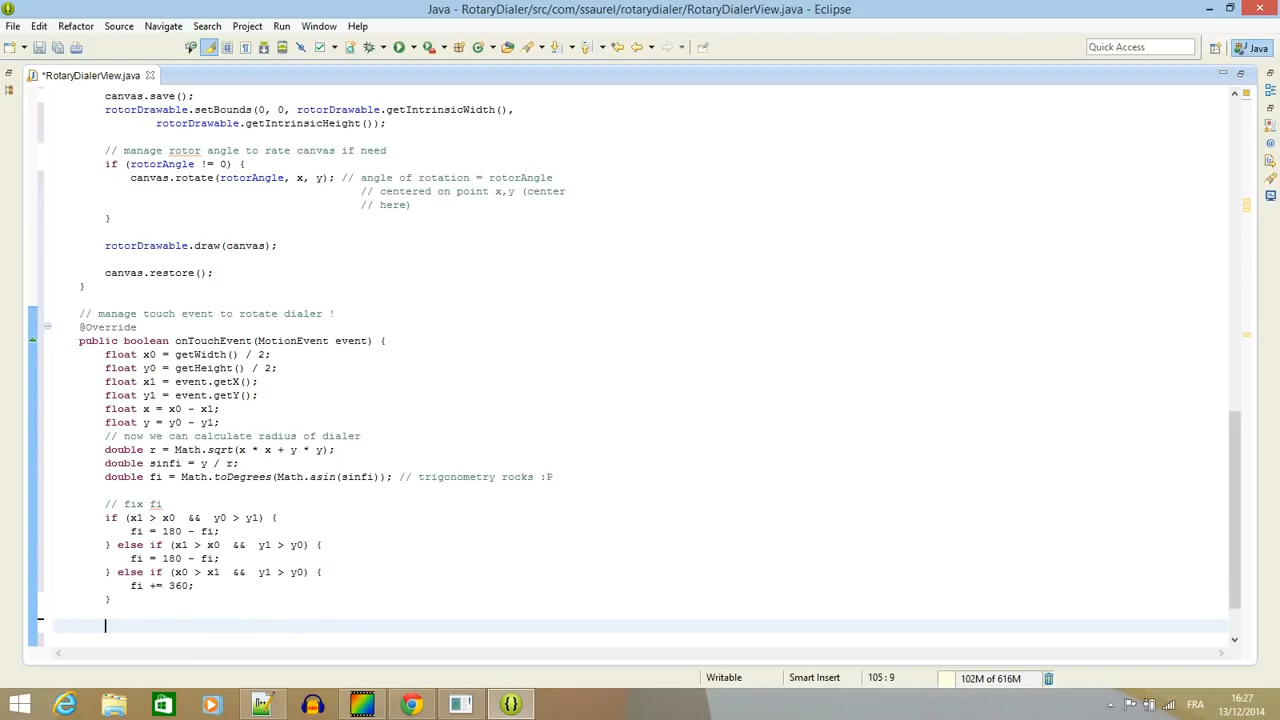 Java - RotaryDialer/src/com/ssaurel/rotarydialer/RotaryDialerView.java - Eclipse
File Edit Refactor Source Navigate Search Project Run Window Help
Quick Access
Java
*RotaryDialerView.java
canvas.save();
rotorDrawable.setBounds(0, 0, rotorDrawable.getIntrinsicWidth(),
rotorDrawable.getIntrinsicHeight());
// manage rotor angle to rate canvas if need
if (rotorAngle != 0) {
canvas.rotate(rotorAngle, x, y); // angle of rotation = rotorAngle
// centered on point x,y (center
// here)
}
rotorDrawable.draw(canvas);
canvas.restore();
}
// manage touch event to rotate dialer !
@Override
public boolean onTouchEvent(MotionEvent event) {
float x0 = getWidth() / 2;
float y0 = getHeight() / 2;
float x1 = event.getX();
float y1 = event.getY();
float x = x0 - x1;
float y = y0 - y1;
// now we can calculate radius of dialer
double r = Math.sqrt(x * x + y * y);
double sinfi = y / r;
double fi = Math.toDegrees(Math.asin(sinfi)); // trigonometry rocks :P
// fix fi
if (x1 > x0 && y0 > y1) {
fi = 180 - fi;
} else if (x1 > x0 && y1 > y0) {
fi = 180 - fi;
} else if (x0 > x1 && y1 > y0) {
fi += 360;
}
Writable Smart Insert 105 : 9 102M of 616M
FRA
16:27
13/12/2014